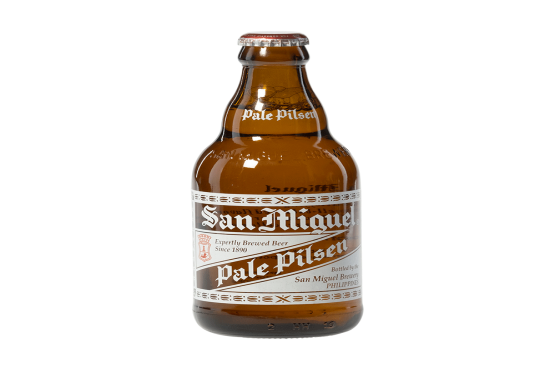 Pale Pilsen
San Miguel
Expertly Brewed Beer
Since 1890
Pale Pilsen
Bottled by
San Miguel Brewery
PHILIPPINES